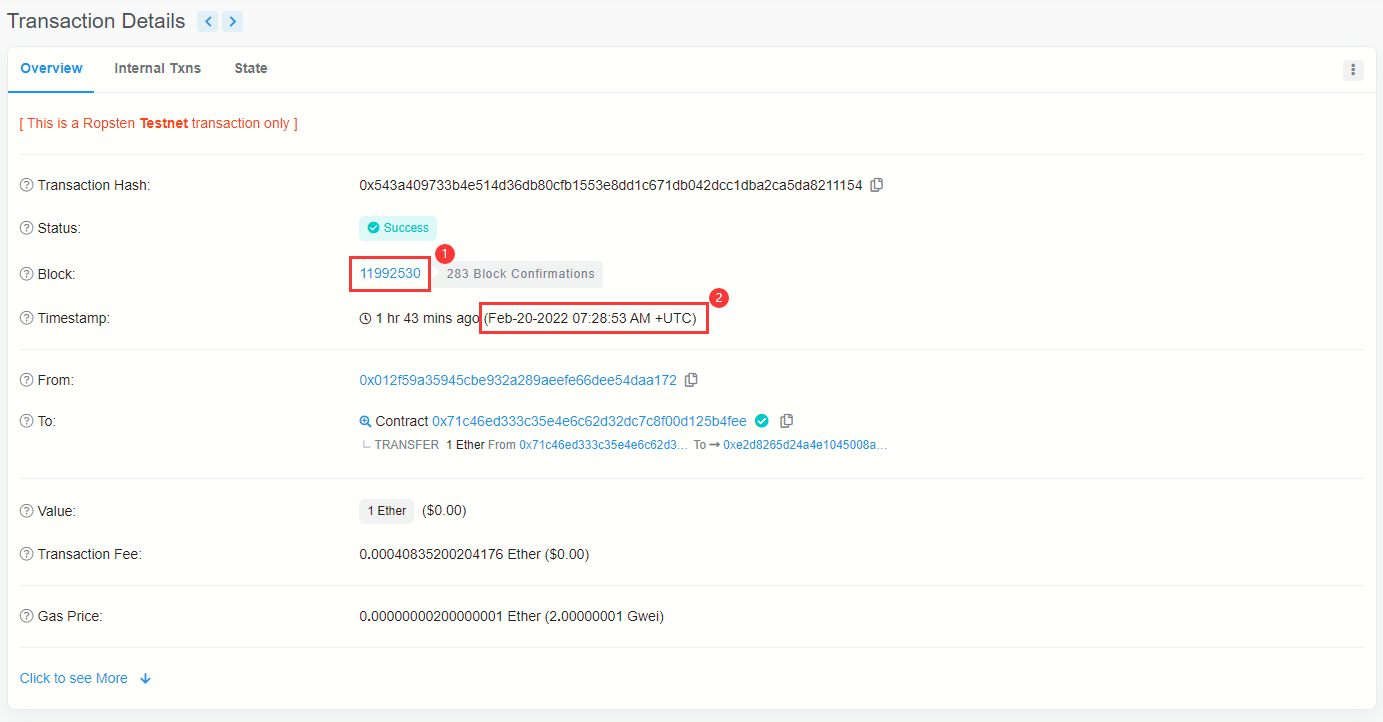 Transaction Details
Overview Internal Txns State
[ This is a Ropsten Testnet transaction only ]
Transaction Hash: 0x543a409733b4e514d36db80cfb1553e8dd1c671db042dcc1dba2ca5da8211154
Status: Success
1
Block: 11992530 283 Block Confirmations
2
Timestamp: 1 hr 43 mins ago (Feb-20-2022 07:28:53 AM +UTC)
From: 0x012f59a35945cbe932a289aeefe66dee54daa172
To: Contract 0x71c46ed333c35e4e6c62d32dc7c8f00d125b4fee
TRANSFER 1 Ether From 0x71c46ed333c35e4e6c62d3... To → 0xe2d8265d24a4e1045008a...
Value: 1 Ether ($0.00)
Transaction Fee: 0.00040835200204176 Ether ($0.00)
Gas Price: 0.00000000200000001 Ether (2.00000001 Gwei)
Click to see More ↓